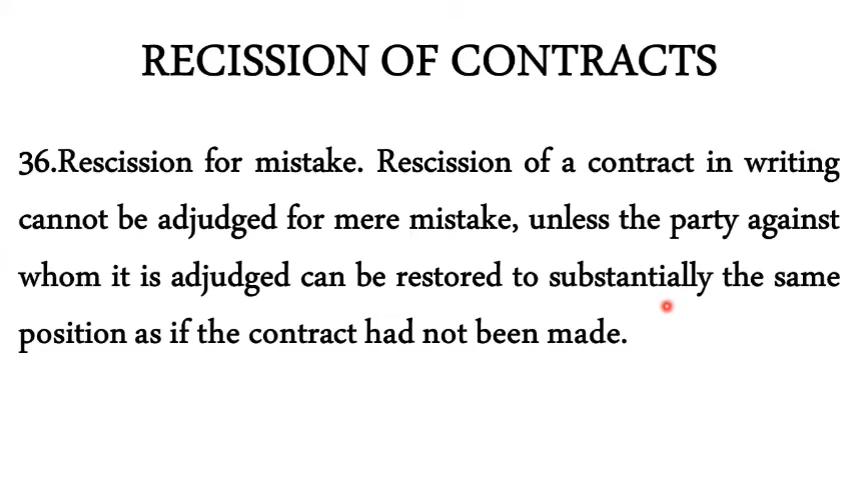 RECISSION OF CONTRACTS
36.Rescission for mistake. Rescission of a contract in writing
cannot be adjudged for mere mistake, unless the party against
whom it is adjudged can be restored to substantially the same
position as if the contract had not been made.